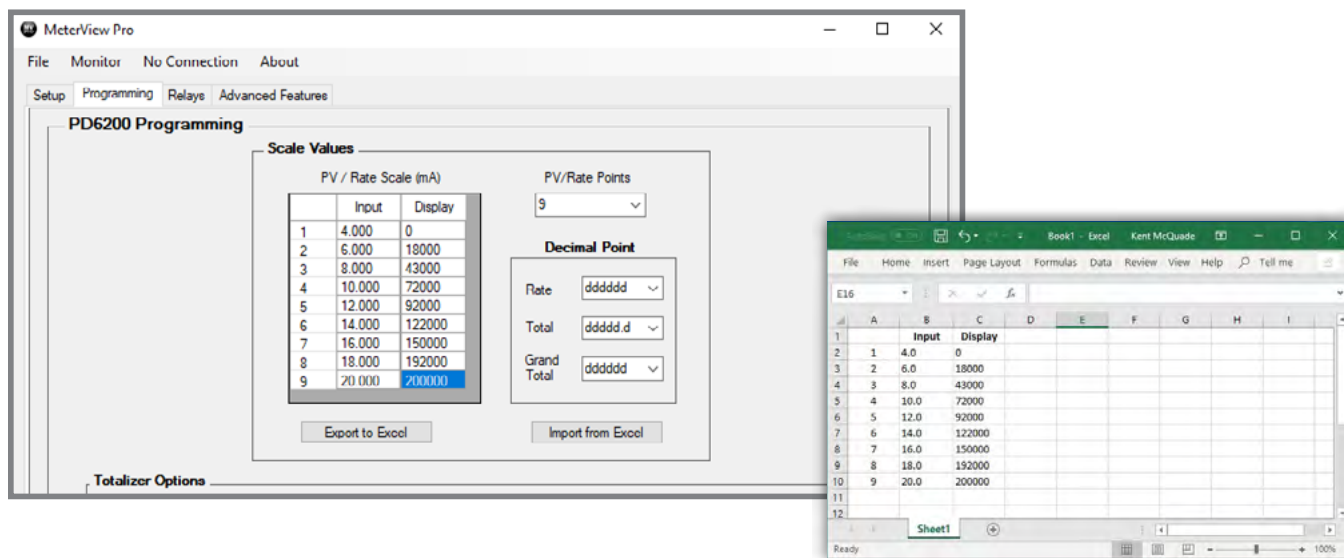 MeterView Pro
File Monitor No Connection About
Setup Programming Relays Advanced Features
PD6200 Programming
Scale Values
PV / Rate Scale (mA)
Input Display
1 4.000 0
2 6.000 18000
3 8.000 43000
4 10.000 72000
5 12.000 92000
6 14.000 122000
7 16.000 150000
8 18.000 192000
9 20.000 200000
PV/Rate Points
9
Decimal Point
Rate dddddd
Total ddddd.d
Grand
Total dddddd
Export to Excel Import from Excel
Totalizer Options
Book1 - Excel Kent McQuade
File Home Insert Page Layout Formulas Data Review View Help Tell me
E16 fx
A B C D E F G H I
1 Input Display
2 1 4.0 0
3 2 6.0 18000
4 3 8.0 43000
5 4 10.0 72000
6 5 12.0 92000
7 6 14.0 122000
8 7 16.0 150000
9 8 18.0 192000
10 9 20.0 200000
11
12
Sheet1
Ready 100%